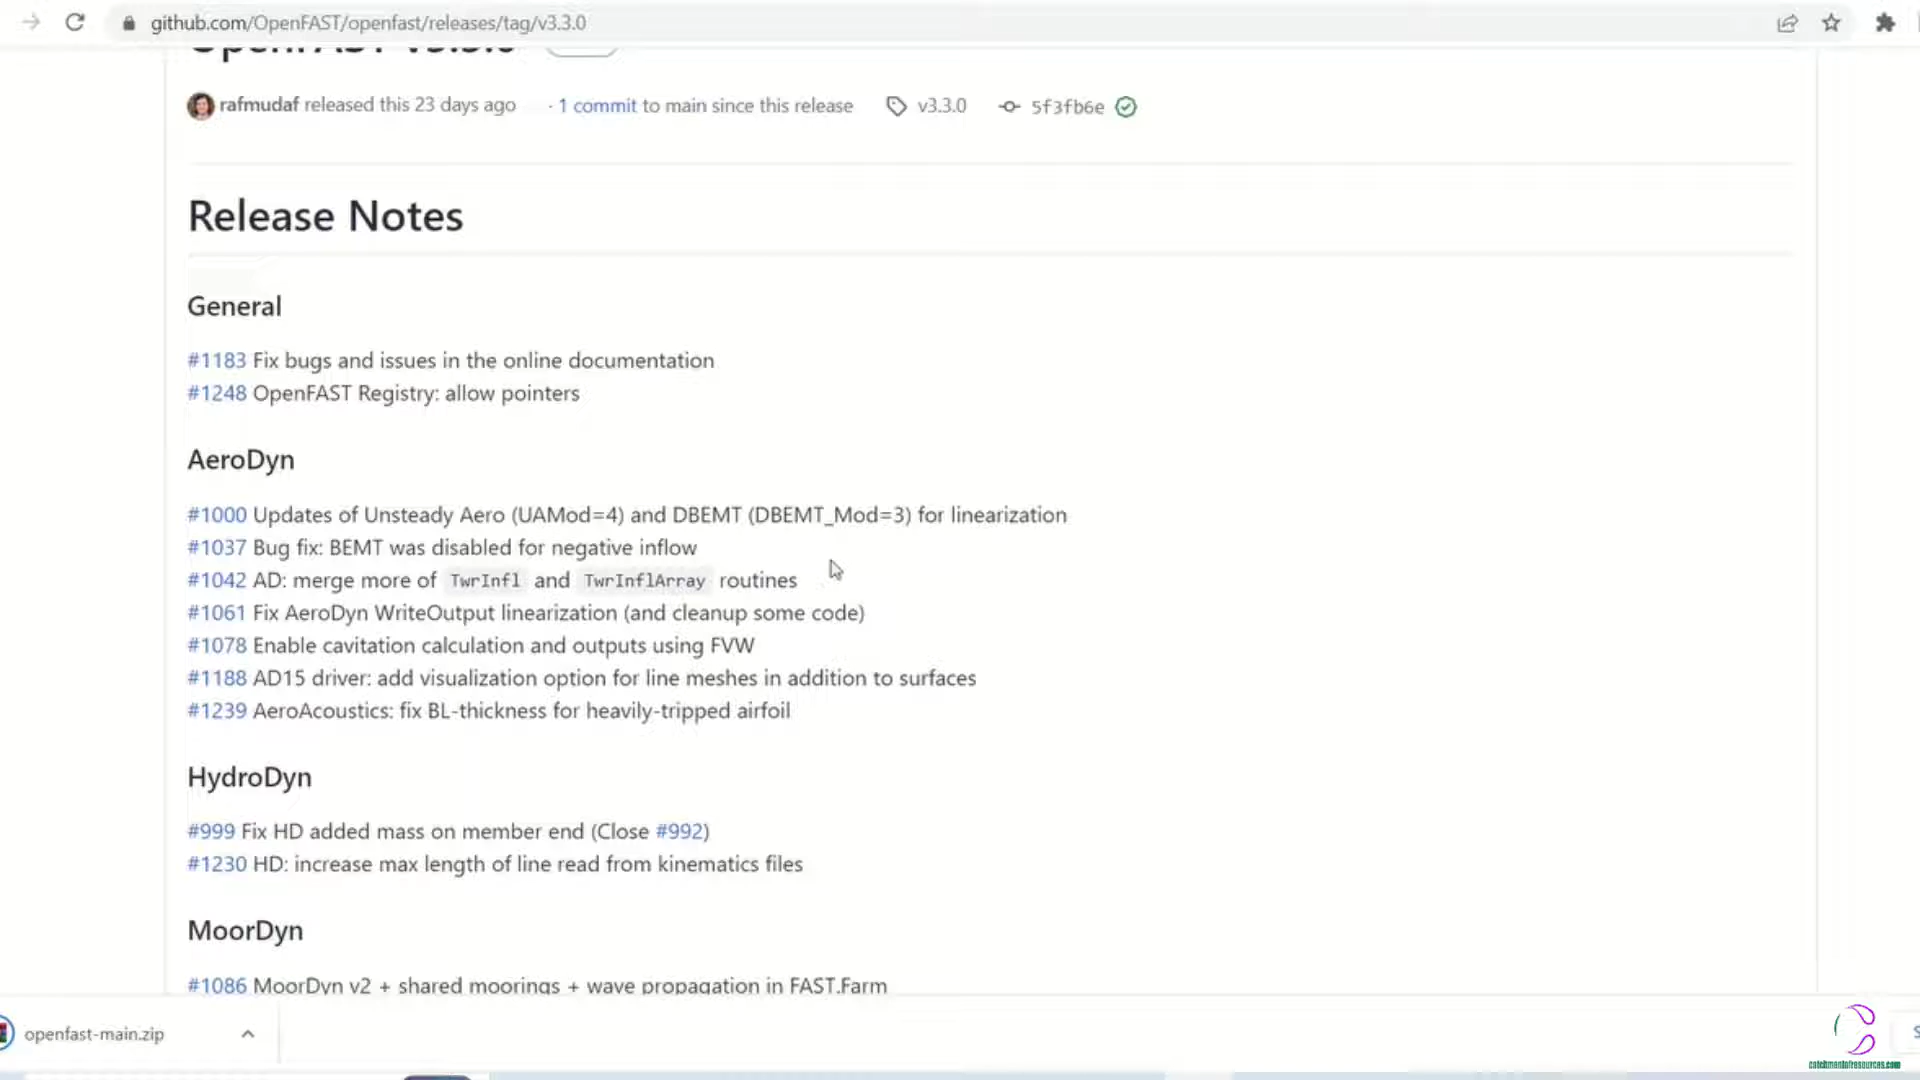 github.com/OpenFAST/openfast/releases/tag/v3.3.0
OpenFAST v3.3.0
rafmudaf released this 23 days ago · 1 commit to main since this release v3.3.0 5f3fb6e
Release Notes
General
#1183 Fix bugs and issues in the online documentation
#1248 OpenFAST Registry: allow pointers
AeroDyn
#1000 Updates of Unsteady Aero (UAMod=4) and DBEMT (DBEMT_Mod=3) for linearization
#1037 Bug fix: BEMT was disabled for negative inflow
#1042 AD: merge more of TwrInfl and TwrInflArray routines
#1061 Fix AeroDyn WriteOutput linearization (and cleanup some code)
#1078 Enable cavitation calculation and outputs using FVW
#1188 AD15 driver: add visualization option for line meshes in addition to surfaces
#1239 AeroAcoustics: fix BL-thickness for heavily-tripped airfoil
HydroDyn
#999 Fix HD added mass on member end (Close #992)
#1230 HD: increase max length of line read from kinematics files
MoorDyn
#1086 MoorDyn v2 + shared moorings + wave propagation in FAST.Farm
openfast-main.zip